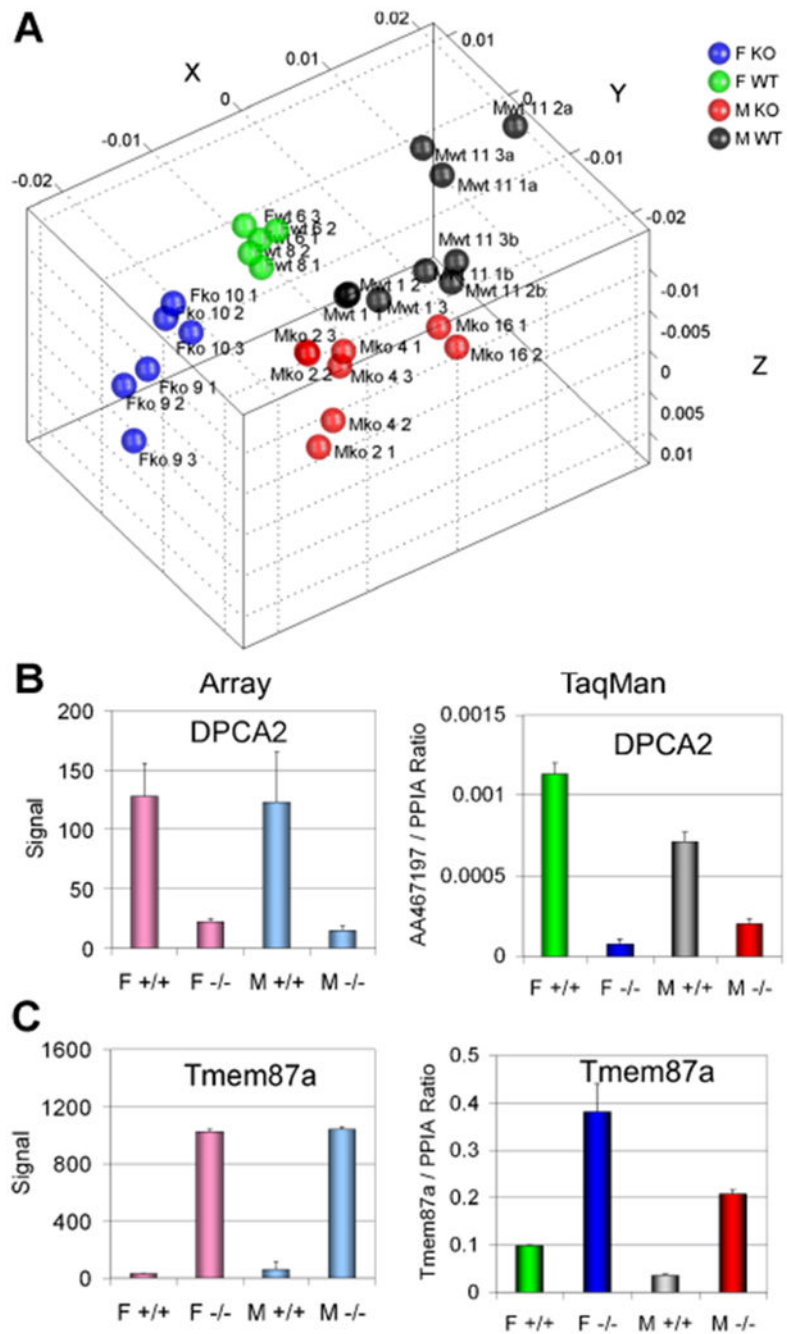 A
X
Y
Z
0.02
0.01
0
-0.01
-0.02
0.01
0
-0.01
-0.02
-0.01
-0.005
0
0.005
0.01
F KO
F WT
M KO
M WT
Mwt 11 2a
Mwt 11 3a
Mwt 11 1a
Mwt 11 3b
11 1b
Mwt 11 2b
Mwt 1 2
Mwt 1 1
Mwt 1 3
Fwt 6 3
wt 6 2
wt 6 1
wt 8 2
Fwt 8 1
Fko 10 1
ko 10 2
Fko 10 3
Fko 9 1
Fko 9 2
Fko 9 3
Mko 2 3
Mko 4 1
Mko 2 2
Mko 4 3
Mko 4 2
Mko 2 1
Mko 16 1
Mko 16 2
B
Array
DPCA2
Signal
200
150
100
50
0
F +/+ F -/- M +/+ M -/-
TaqMan
DPCA2
AA467197 / PPIA Ratio
0.0015
0.001
0.0005
0
F +/+ F -/- M +/+ M -/-
C
Tmem87a
Signal
1600
1200
800
400
0
F +/+ F -/- M +/+ M -/-
Tmem87a
Tmem87a / PPIA Ratio
0.5
0.4
0.3
0.2
0.1
0
F +/+ F -/- M +/+ M -/-